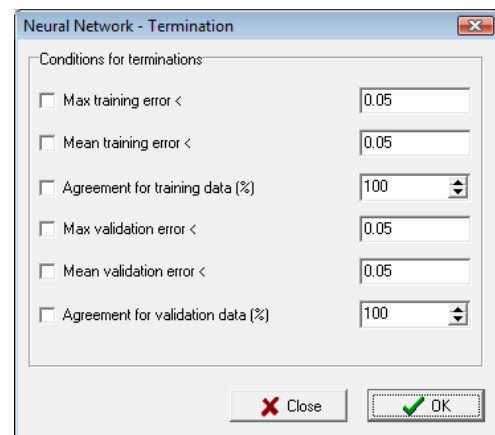 Neural Network - Termination
Conditions for terminations
Max training error < 0.05
Mean training error < 0.05
Agreement for training data (%) 100
Max validation error < 0.05
Mean validation error < 0.05
Agreement for validation data (%) 100
Close OK